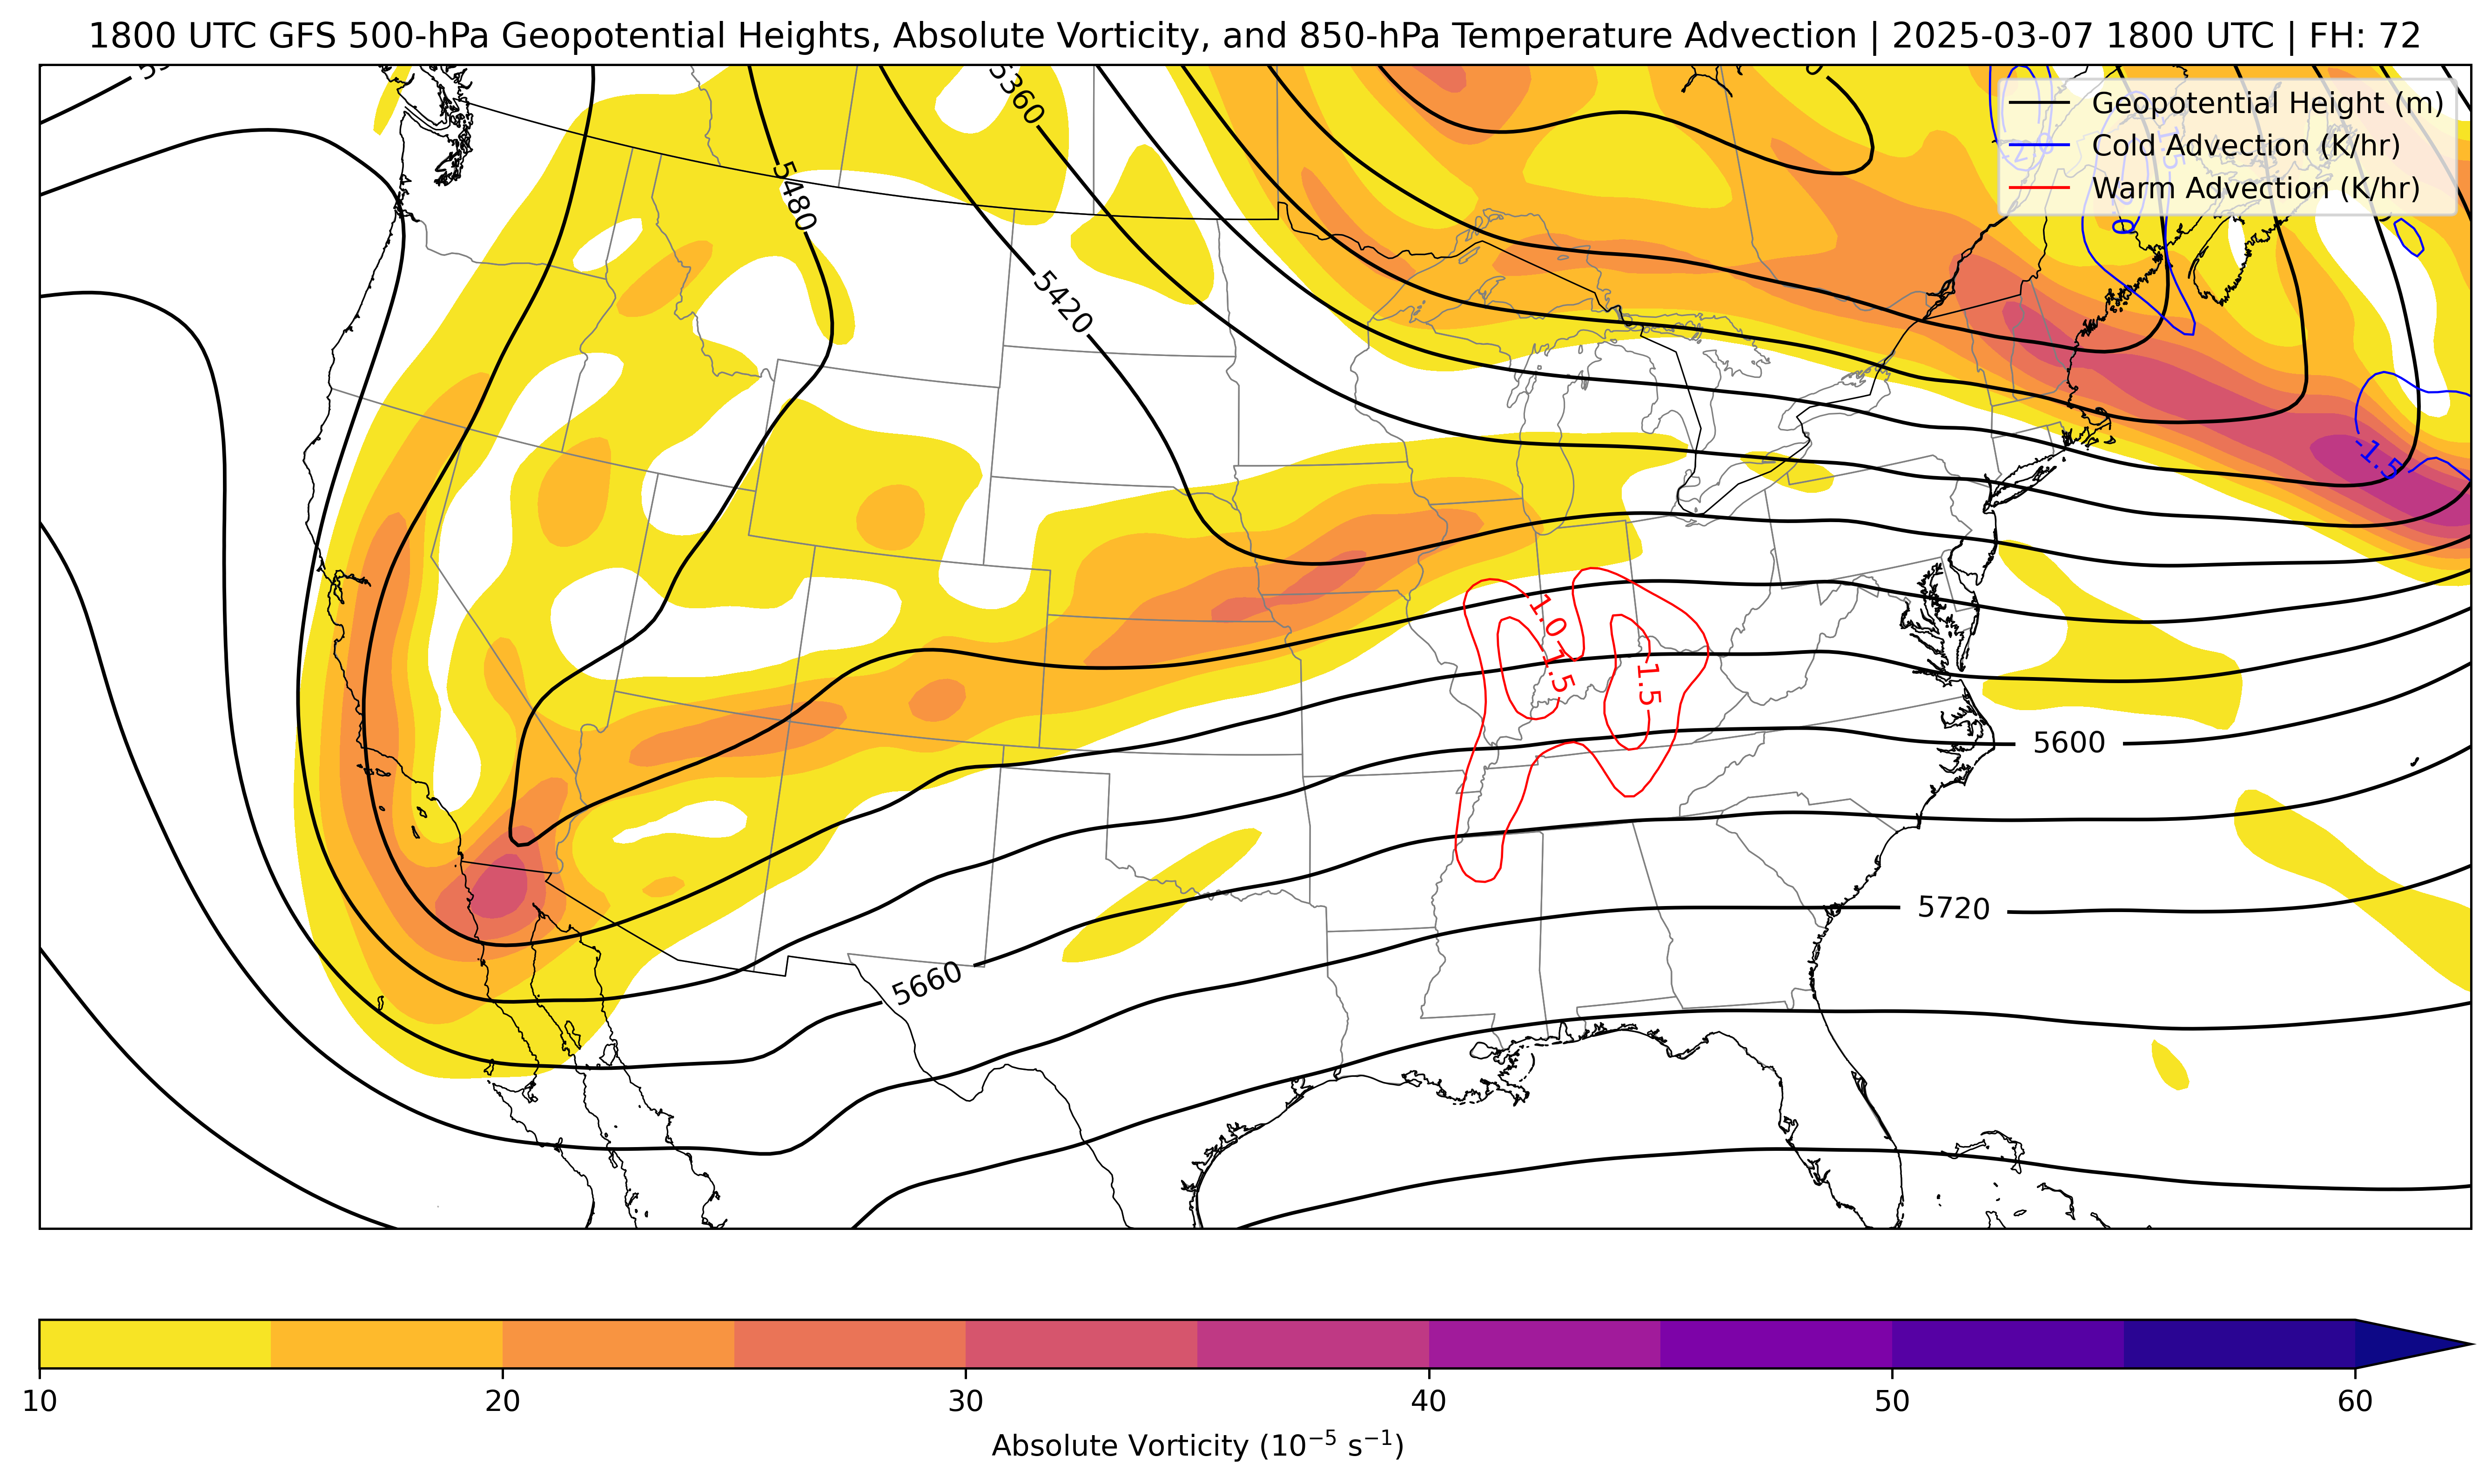 1800 UTC GFS 500-hPa Geopotential Heights, Absolute Vorticity, and 850-hPa Temperature Advection | 2025-03-07 1800 UTC | FH: 72
Geopotential Height (m)
Cold Advection (K/hr)
Warm Advection (K/hr)
5360
5480
5420
-1.5
1.0
1.5
1.5
5600
5720
5660
10 20 30 40 50 60
Absolute Vorticity (10⁻⁵ s⁻¹)